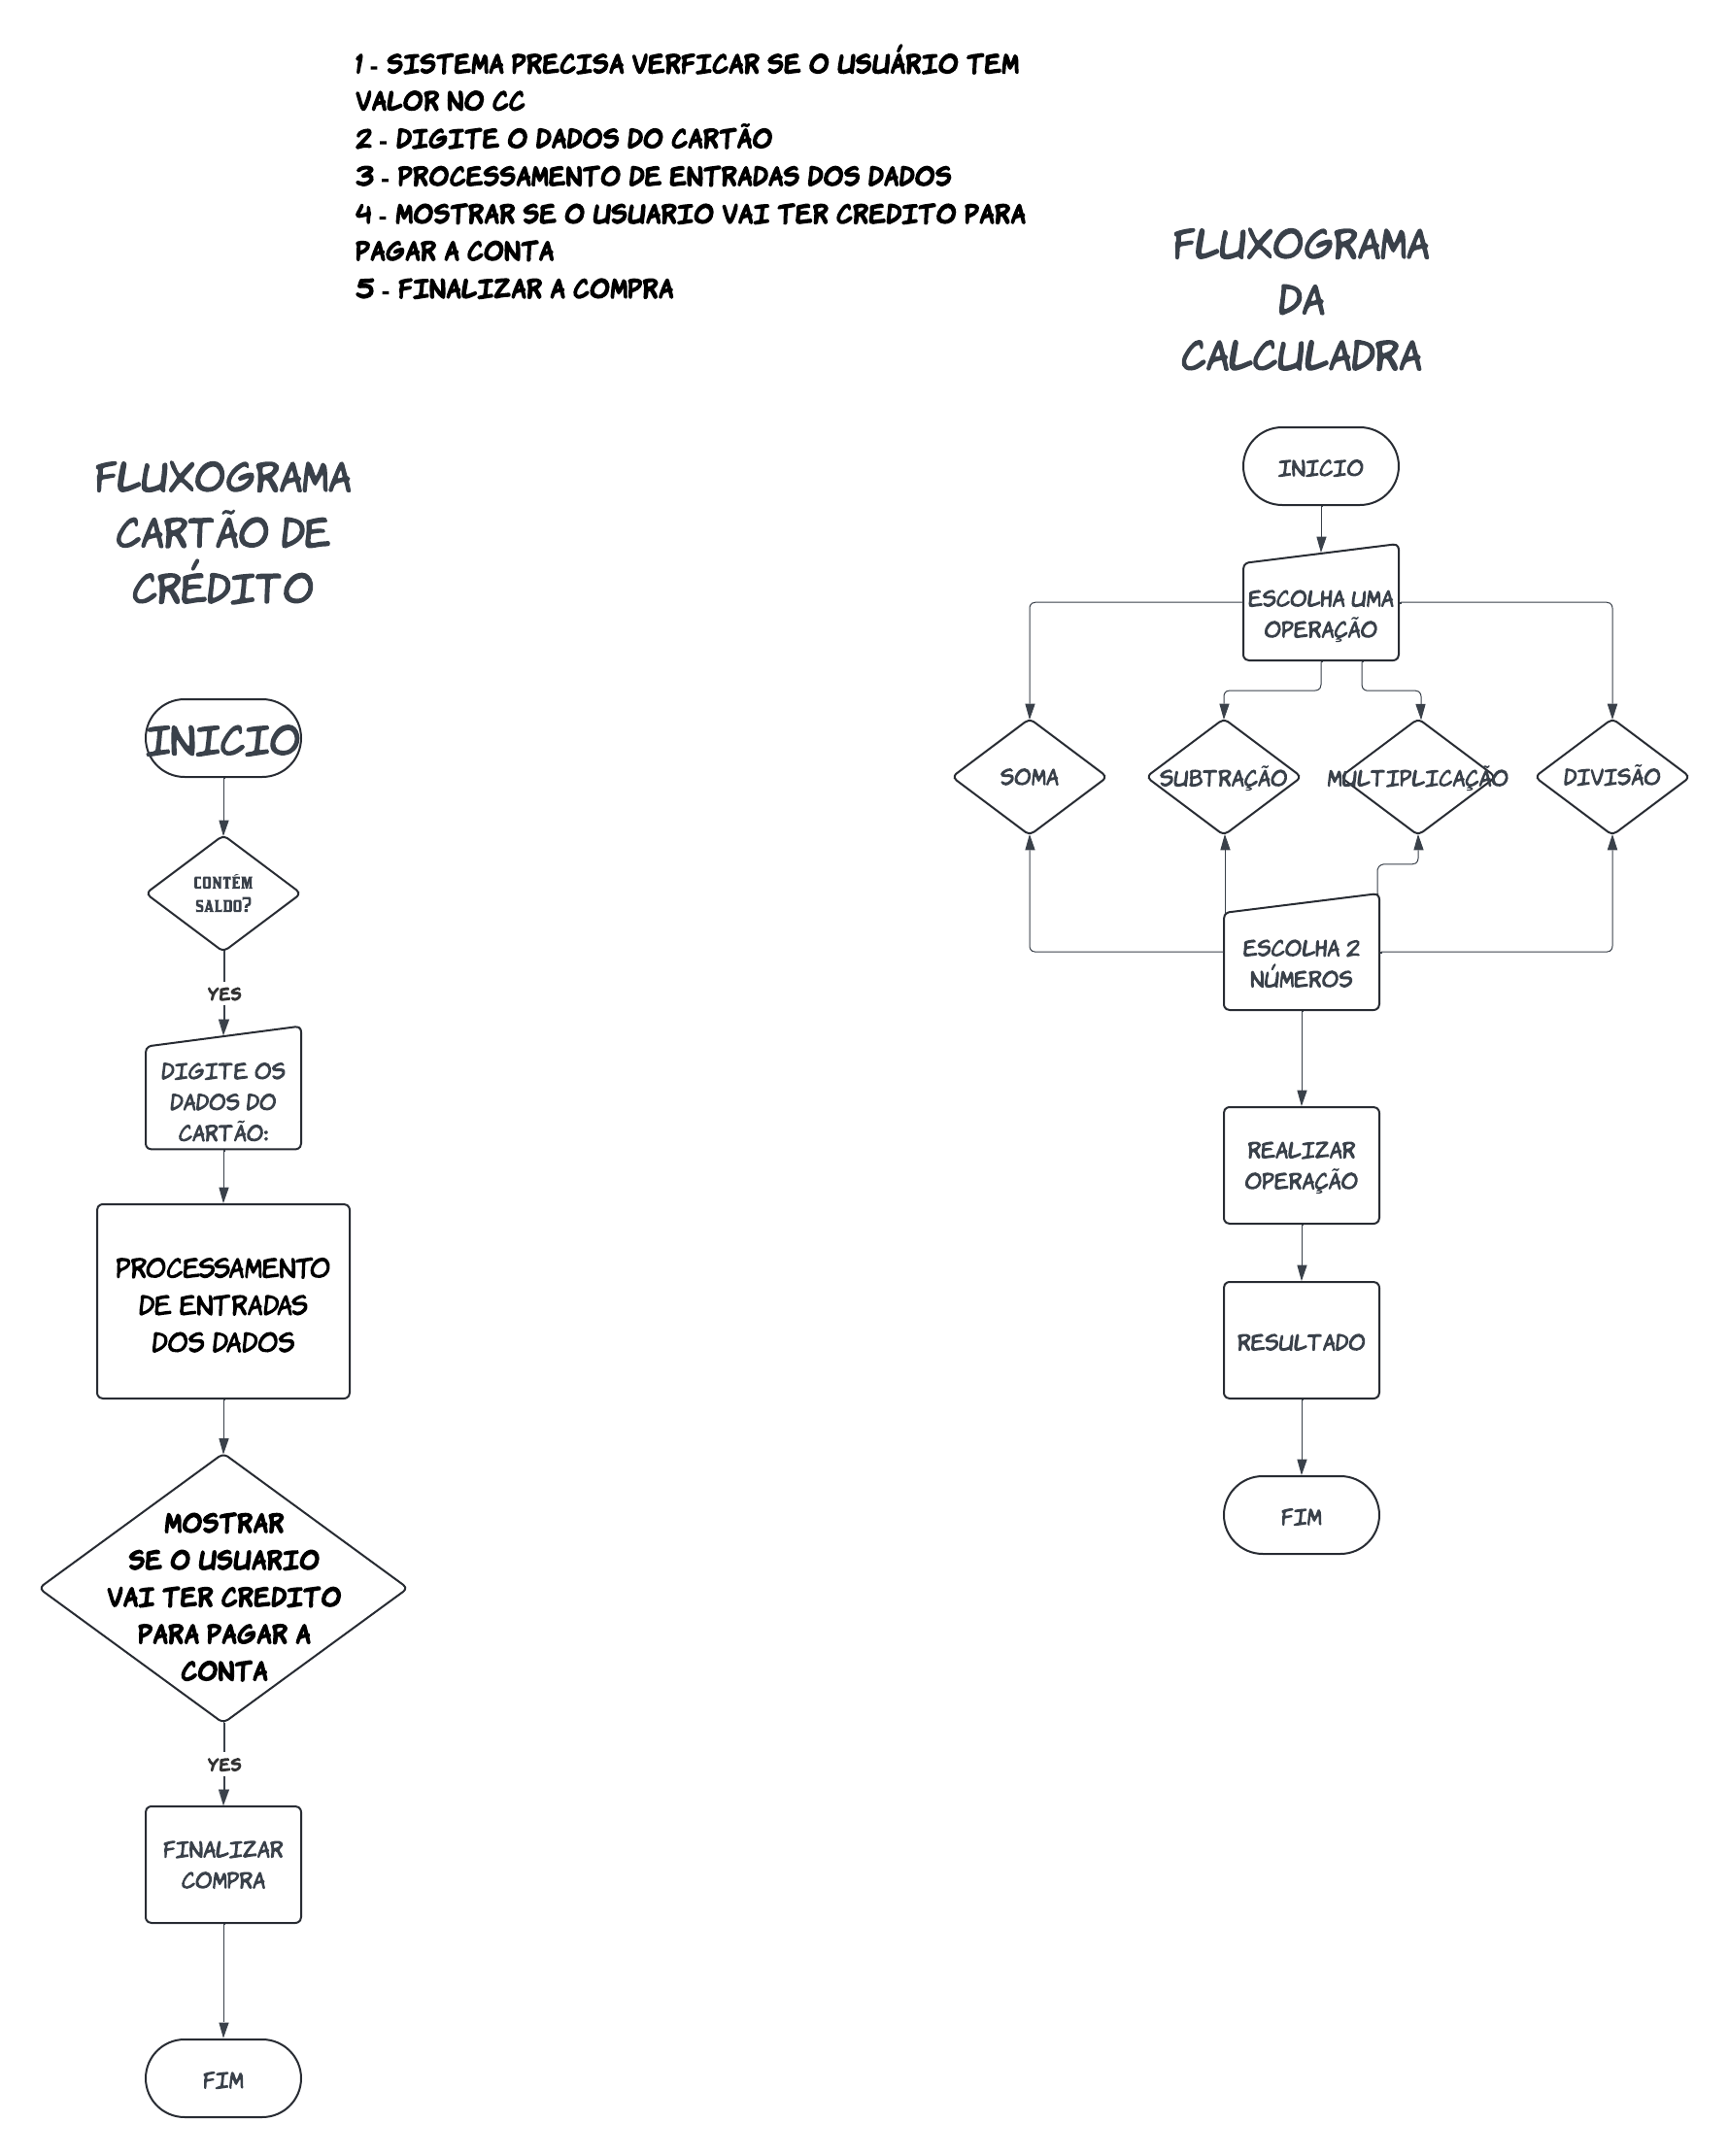 1 - SISTEMA PRECISA VERFICAR SE O USUÁRIO TEM
VALOR NO CC
2 - DIGITE O DADOS DO CARTÃO
3 - PROCESSAMENTO DE ENTRADAS DOS DADOS
4 - MOSTRAR SE O USUARIO VAI TER CREDITO PARA
PAGAR A CONTA
5 - FINALIZAR A COMPRA
FLUXOGRAMA
CARTÃO DE
CRÉDITO
INICIO
CONTÉM
SALDO?
YES
DIGITE OS
DADOS DO
CARTÃO:
PROCESSAMENTO
DE ENTRADAS
DOS DADOS
MOSTRAR
SE O USUARIO
VAI TER CREDITO
PARA PAGAR A
CONTA
YES
FINALIZAR
COMPRA
FIM
FLUXOGRAMA
DA
CALCULADRA
INICIO
ESCOLHA UMA
OPERAÇÃO
SOMA
SUBTRAÇÃO
MULTIPLICAÇÃO
DIVISÃO
ESCOLHA 2
NÚMEROS
REALIZAR
OPERAÇÃO
RESULTADO
FIM